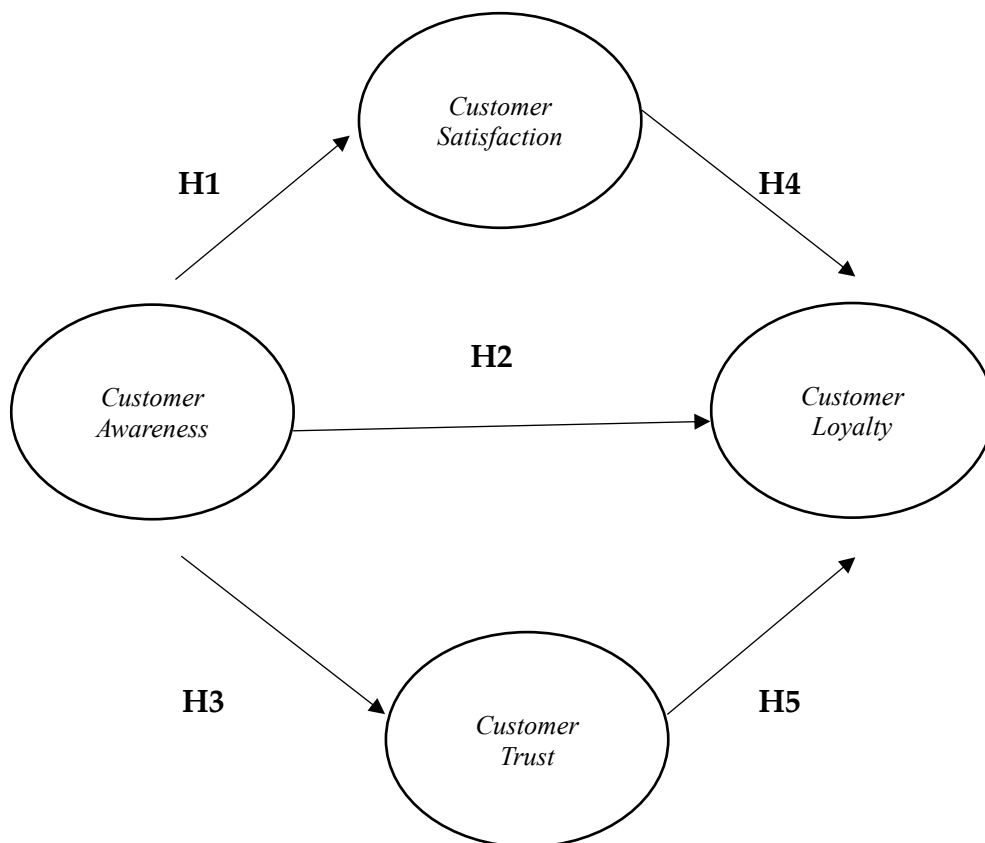 Customer
Satisfaction
H1
H4
H2
Customer
Awareness
Customer
Loyalty
H3
H5
Customer
Trust